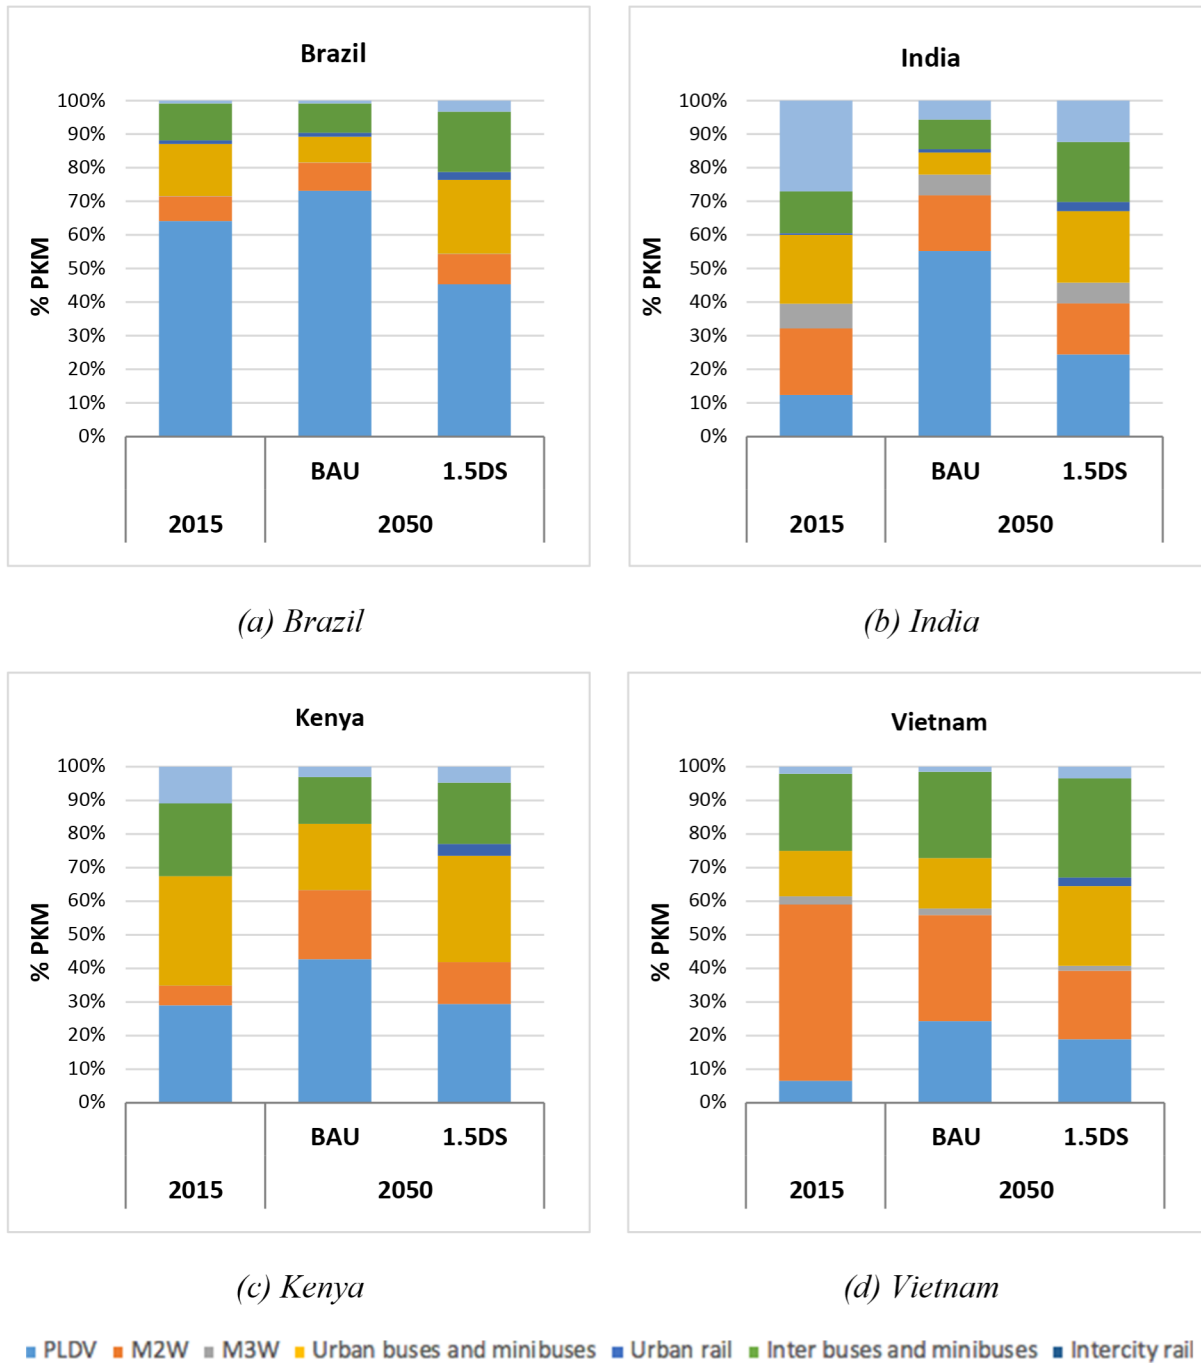 Brazil
100%
90%
80%
70%
60%
50%
40%
30%
20%
10%
0%
% PKM
BAU 1.5DS
2015 2050
(a) Brazil
India
100%
90%
80%
70%
60%
50%
40%
30%
20%
10%
0%
% PKM
BAU 1.5DS
2015 2050
(b) India
Kenya
100%
90%
80%
70%
60%
50%
40%
30%
20%
10%
0%
% PKM
BAU 1.5DS
2015 2050
(c) Kenya
Vietnam
100%
90%
80%
70%
60%
50%
40%
30%
20%
10%
0%
% PKM
BAU 1.5DS
2015 2050
(d) Vietnam
PLDV M2W M3W Urban buses and minibuses Urban rail Inter buses and minibuses Intercity rail